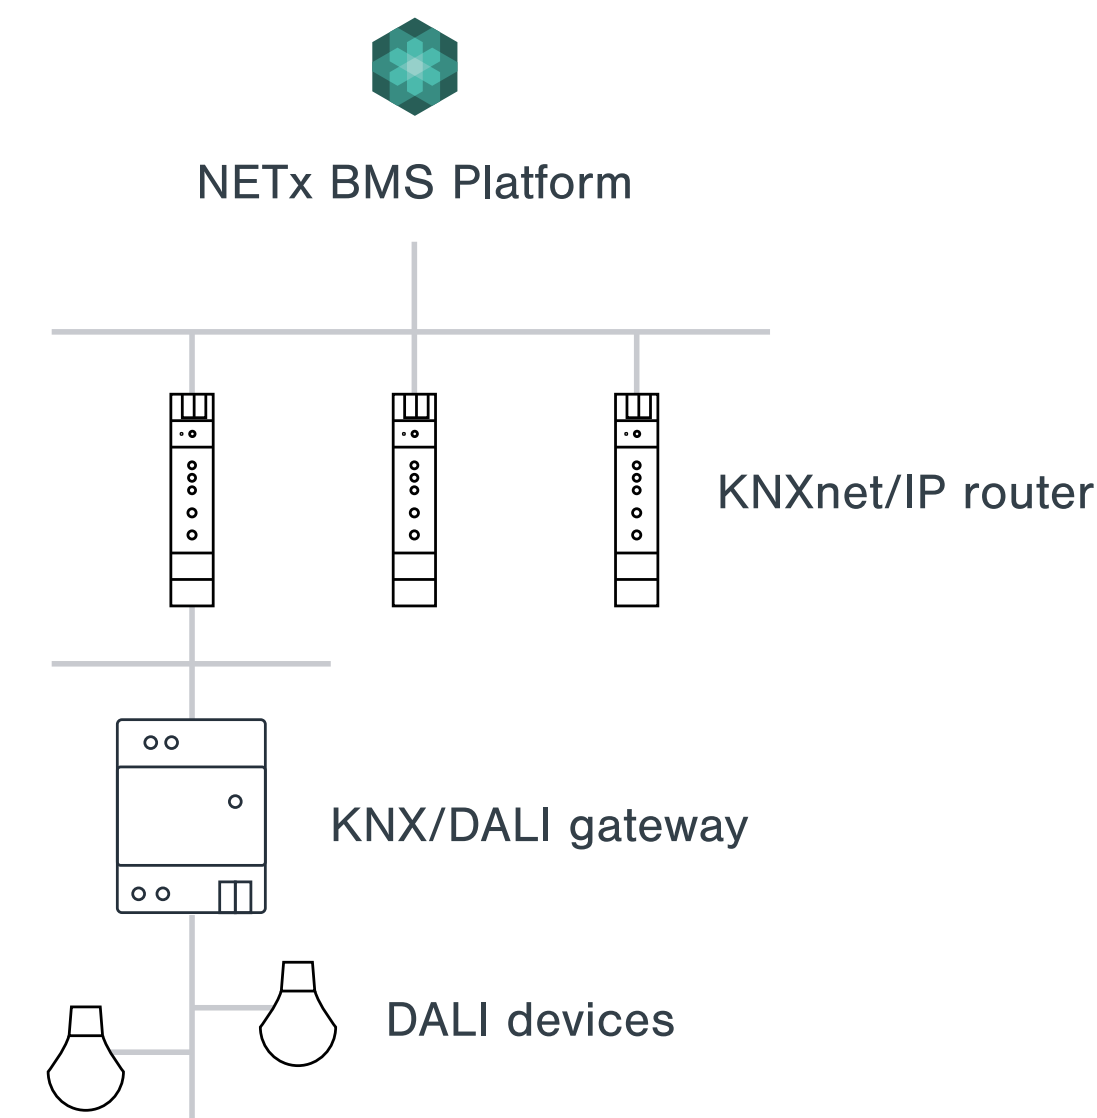 NETx BMS Platform
KNXnet/IP router
KNX/DALI gateway
DALI devices